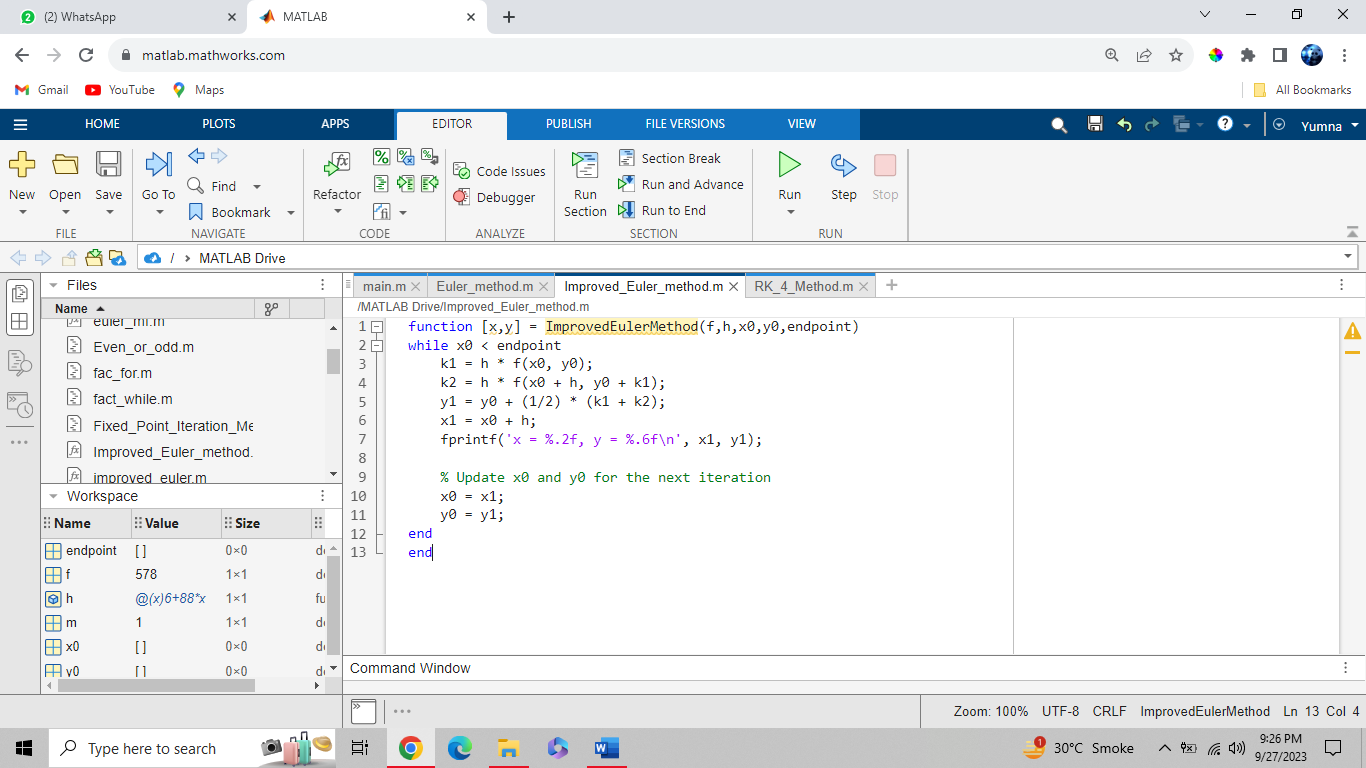 (2) WhatsApp
MATLAB
matlab.mathworks.com
Gmail YouTube Maps
All Bookmarks
HOME PLOTS APPS EDITOR PUBLISH FILE VERSIONS VIEW
Yumna
New
Open
Save
FILE
Go To
Find
Bookmark
NAVIGATE
Refactor
CODE
Code Issues
Debugger
ANALYZE
Run
Section
Section Break
Run and Advance
Run to End
SECTION
Run
Step
Stop
RUN
/ > MATLAB Drive
Files
Name
euler_mf.m
Even_or_odd.m
fac_for.m
fact_while.m
Fixed_Point_Iteration_Me
Improved_Euler_method.
improved_euler.m
Workspace
Name Value Size
endpoint [ ] 0×0 d
f 578 1×1 d
h @(x)6+88*x 1×1 fu
m 1 1×1 d
x0 [ ] 0×0 d
y0 [ ] 0×0 d
main.m Euler_method.m Improved_Euler_method.m RK_4_Method.m
/MATLAB Drive/Improved_Euler_method.m
1 function [x,y] = ImprovedEulerMethod(f,h,x0,y0,endpoint)
2 while x0 < endpoint
3 k1 = h * f(x0, y0);
4 k2 = h * f(x0 + h, y0 + k1);
5 y1 = y0 + (1/2) * (k1 + k2);
6 x1 = x0 + h;
7 fprintf('x = %.2f, y = %.6f\n', x1, y1);
8
9 % Update x0 and y0 for the next iteration
10 x0 = x1;
11 y0 = y1;
12 end
13 end
Command Window
Zoom: 100% UTF-8 CRLF ImprovedEulerMethod Ln 13 Col 4
Type here to search
30°C Smoke
9:26 PM
9/27/2023